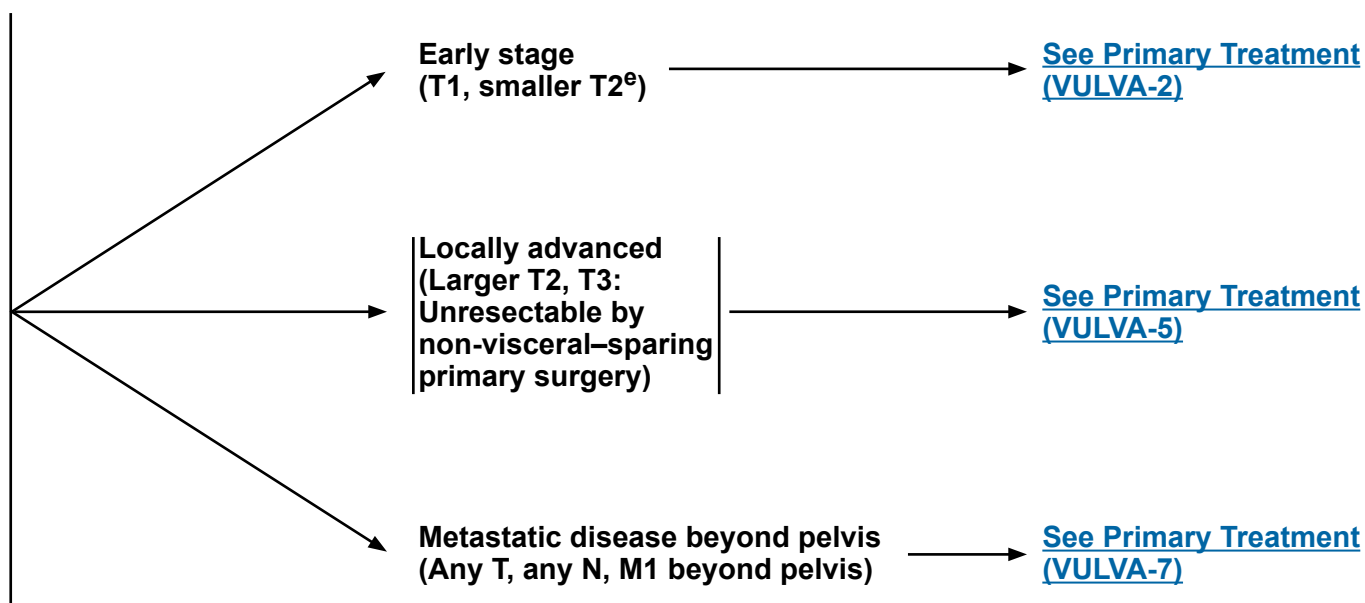 Early stage
(T1, smaller T2e)
See Primary Treatment
(VULVA-2)
Locally advanced
(Larger T2, T3:
Unresectable by
non-visceral–sparing
primary surgery)
See Primary Treatment
(VULVA-5)
Metastatic disease beyond pelvis
(Any T, any N, M1 beyond pelvis)
See Primary Treatment
(VULVA-7)